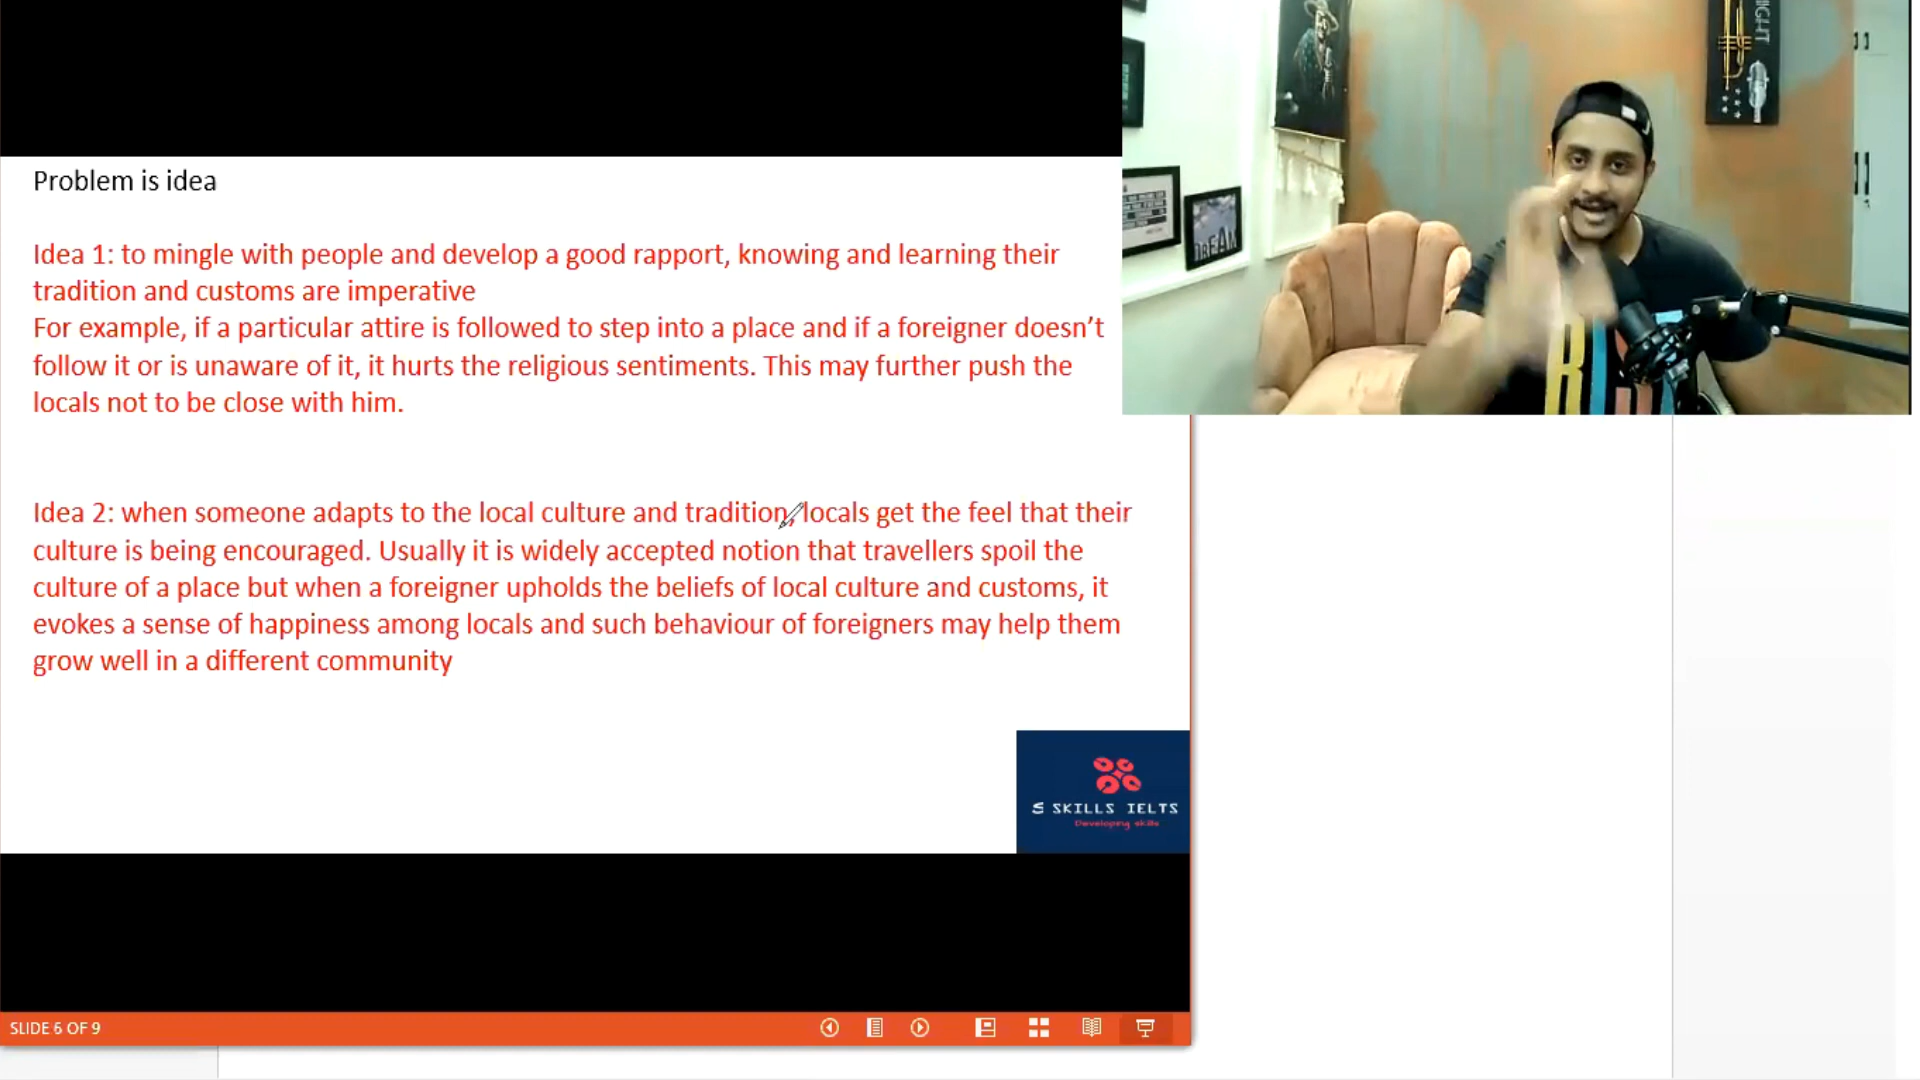 Problem is idea
Idea 1: to mingle with people and develop a good rapport, knowing and learning their
tradition and customs are imperative
For example, if a particular attire is followed to step into a place and if a foreigner doesn’t
follow it or is unaware of it, it hurts the religious sentiments. This may further push the
locals not to be close with him.
Idea 2: when someone adapts to the local culture and tradition, locals get the feel that their
culture is being encouraged. Usually it is widely accepted notion that travellers spoil the
culture of a place but when a foreigner upholds the beliefs of local culture and customs, it
evokes a sense of happiness among locals and such behaviour of foreigners may help them
grow well in a different community
5 SKILLS IELTS
Developing skills
SLIDE 6 OF 9
DREAM